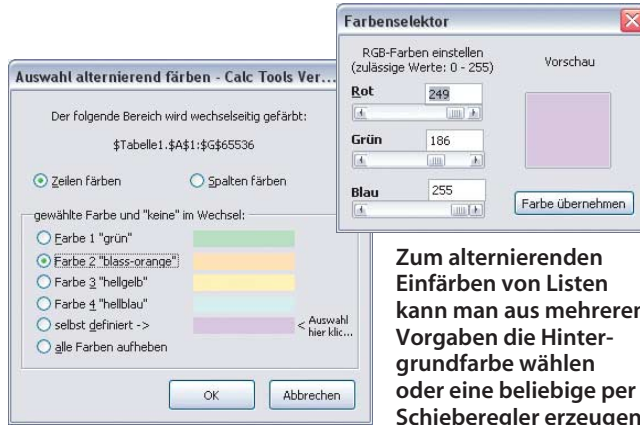 Auswahl alternierend färben - Calc Tools Ver...
Der folgende Bereich wird wechselseitig gefärbt:
$Tabelle1.$A$1:$G$65536
Zeilen färben
Spalten färben
gewählte Farbe und "keine" im Wechsel:
Farbe 1 "grün"
Farbe 2 "blass-orange"
Farbe 3 "hellgelb"
Farbe 4 "hellblau"
selbst definiert ->
< Auswahl
hier klic...
alle Farben aufheben
OK
Abbrechen
Farbenselektor
RGB-Farben einstellen
(zulässige Werte: 0 - 255)
Vorschau
Rot
249
Grün
186
Blau
255
Farbe übernehmen
Zum alternierenden
Einfärben von Listen
kann man aus mehreren
Vorgaben die Hinter-
grundfarbe wählen
oder eine beliebige per
Schieberegler erzeugen